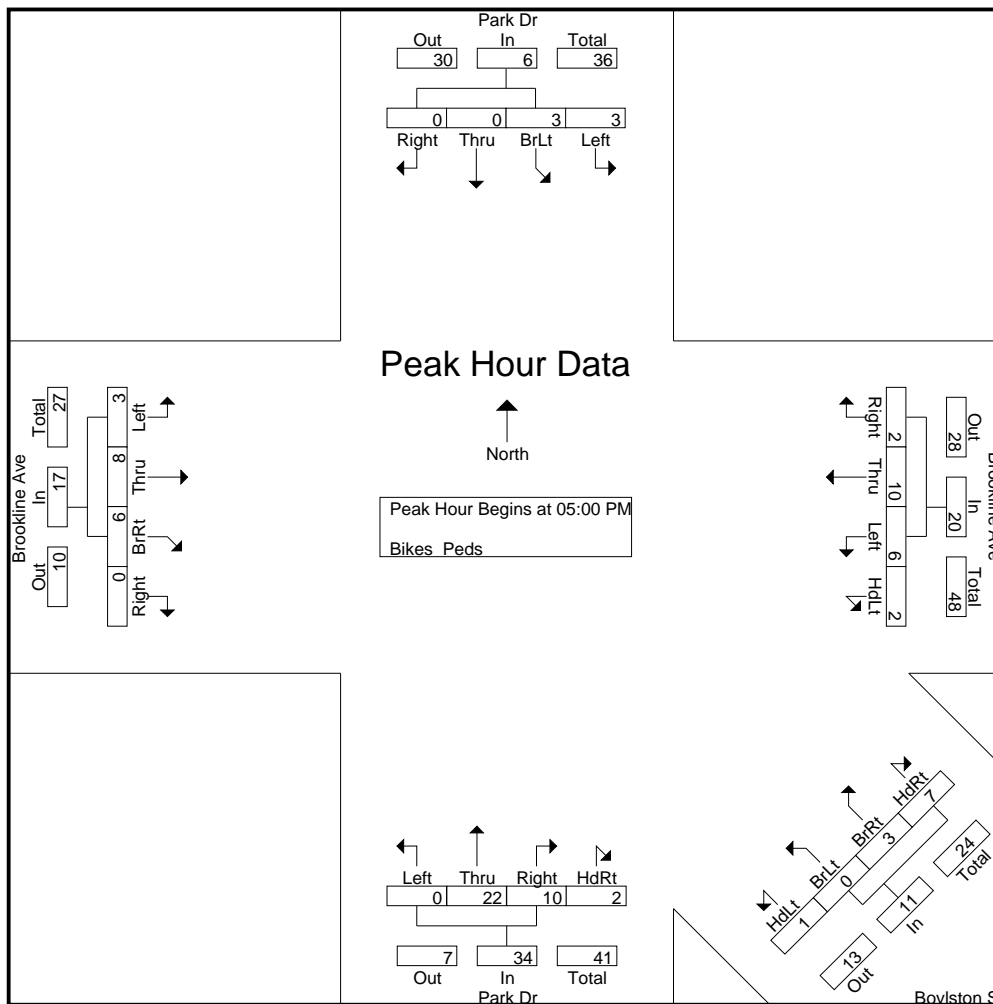 Park Dr
Out In Total
30 6 36
0 0 3 3
Right Thru BrLt Left
Peak Hour Data
North
Peak Hour Begins at 05:00 PM
Bikes Peds
Brookline Ave
Total In Out
27 17 10
3 8 6 0
Left Thru BrRt Right
Right Thru Left HdLt
2 10 6 2
Out In Total
28 20 48
Brookline Ave
Left Thru Right HdRt
0 22 10 2
7 34 41
Out In Total
Park Dr
HdLt BrLt BrRt HdRt
1 0 3 7
13 11 24
Out In Total
Boylston S